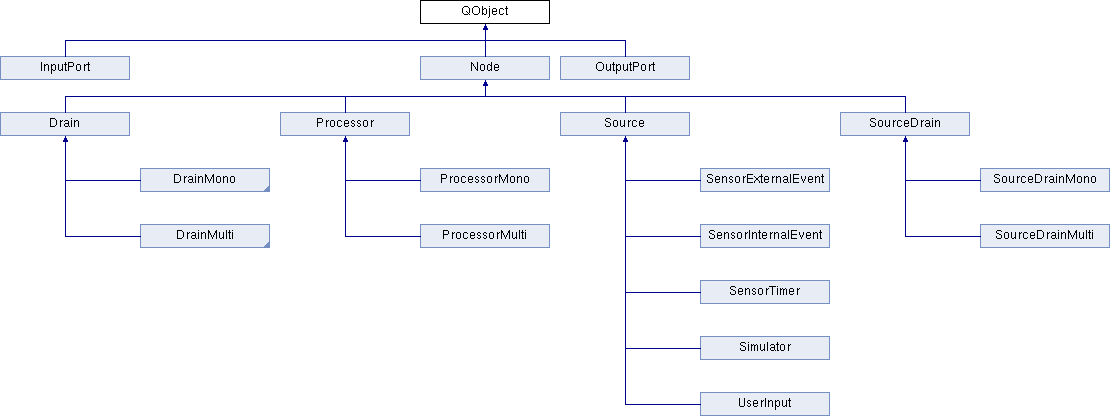 QObject
InputPort
Node
OutputPort
Drain
Processor
Source
SourceDrain
DrainMono
ProcessorMono
SensorExternalEvent
SourceDrainMono
DrainMulti
ProcessorMulti
SensorInternalEvent
SourceDrainMulti
SensorTimer
Simulator
UserInput